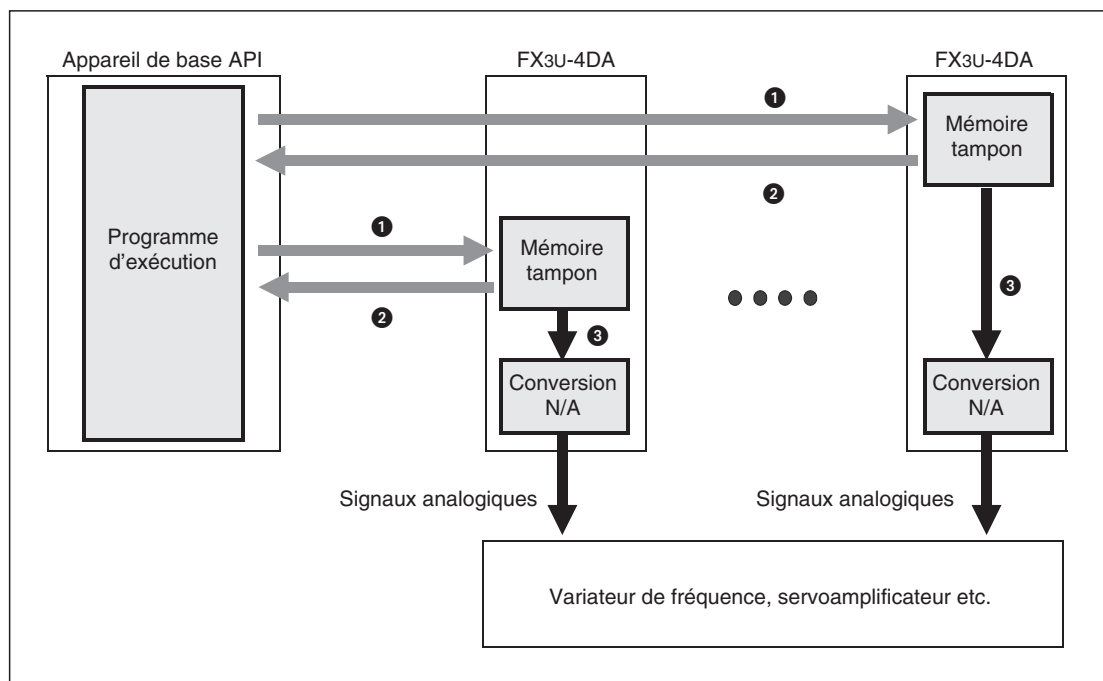 Appareil de base API
FX3U-4DA
FX3U-4DA
❶
Mémoire
tampon
❷
Programme
d'exécution
❶
Mémoire
tampon
❷
❸
❸
Conversion
N/A
Conversion
N/A
Signaux analogiques
Signaux analogiques
Variateur de fréquence, servoamplificateur etc.